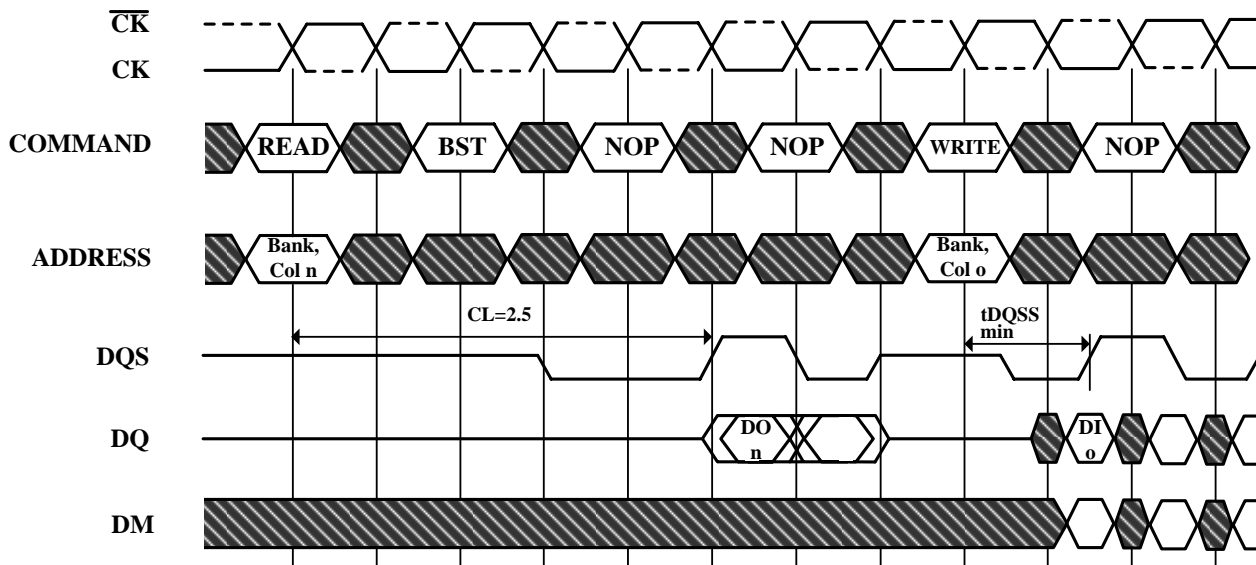 CK
CK
COMMAND
READ
BST
NOP
NOP
WRITE
NOP
ADDRESS
Bank,
Col n
Bank,
Col o
CL=2.5
tDQSS
min
DQS
DQ
DO
n
DI
o
DM